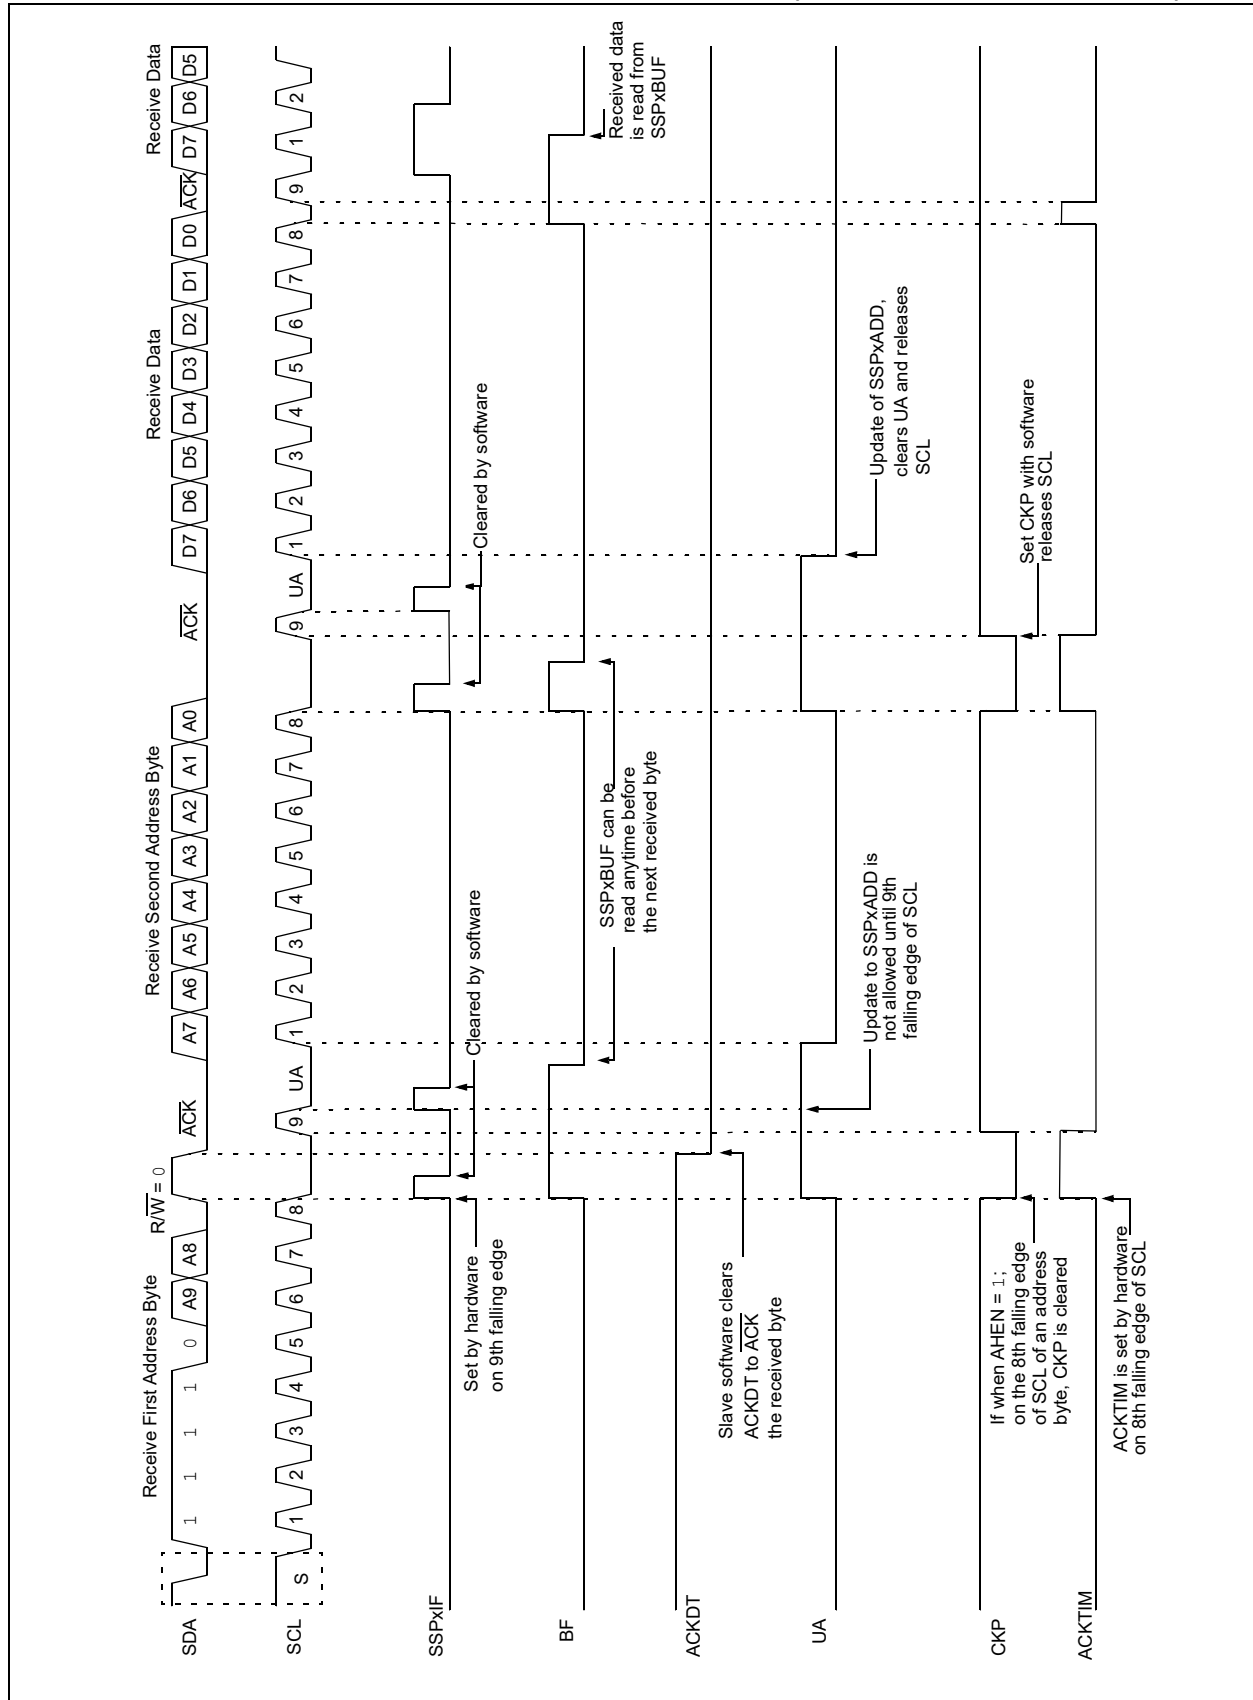 Receive First Address Byte
R/W = 0
ACK
Receive Second Address Byte
ACK
Receive Data
ACK
Receive Data
SDA
1 1 1 1 0 A9 A8
A7 A6 A5 A4 A3 A2 A1 A0
D7 D6 D5 D4 D3 D2 D1 D0
D7 D6 D5
SCL
S 1 2 3 4 5 6 7 8 9 UA 1 2 3 4 5 6 7 8 9 UA 1 2 3 4 5 6 7 8 9 1 2
SSPxIF
Set by hardware
on 9th falling edge
Cleared by software
Cleared by software
BF
SSPxBUF can be
read anytime before
the next received byte
Received data
is read from
SSPxBUF
ACKDT
Slave software clears
ACKDT to ACK
the received byte
UA
Update to SSPxADD is
not allowed until 9th
falling edge of SCL
Update of SSPxADD,
clears UA and releases
SCL
CKP
If when AHEN = 1;
on the 8th falling edge
of SCL of an address
byte, CKP is cleared
Set CKP with software
releases SCL
ACKTIM
ACKTIM is set by hardware
on 8th falling edge of SCL